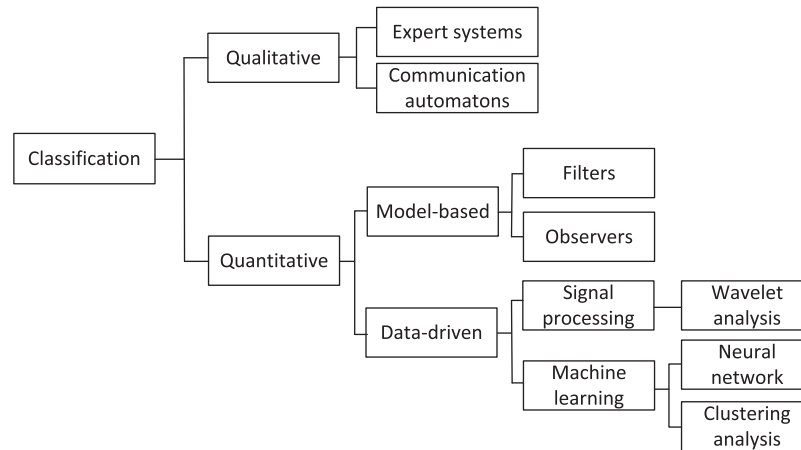 Classification
Qualitative
Expert systems
Communication
automatons
Quantitative
Model-based
Filters
Observers
Data-driven
Signal
processing
Wavelet
analysis
Machine
learning
Neural
network
Clustering
analysis